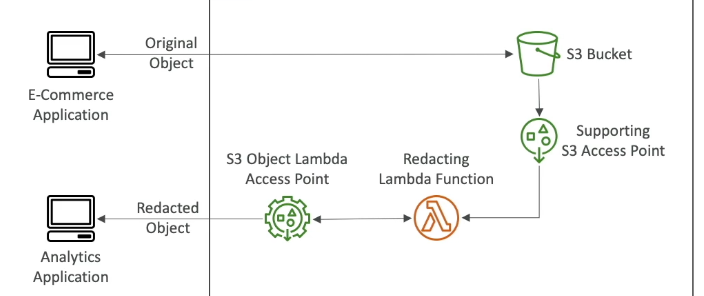 Original
Object
S3 Bucket
E-Commerce
Application
Supporting
S3 Access Point
S3 Object Lambda
Access Point
Redacting
Lambda Function
Redacted
Object
Analytics
Application